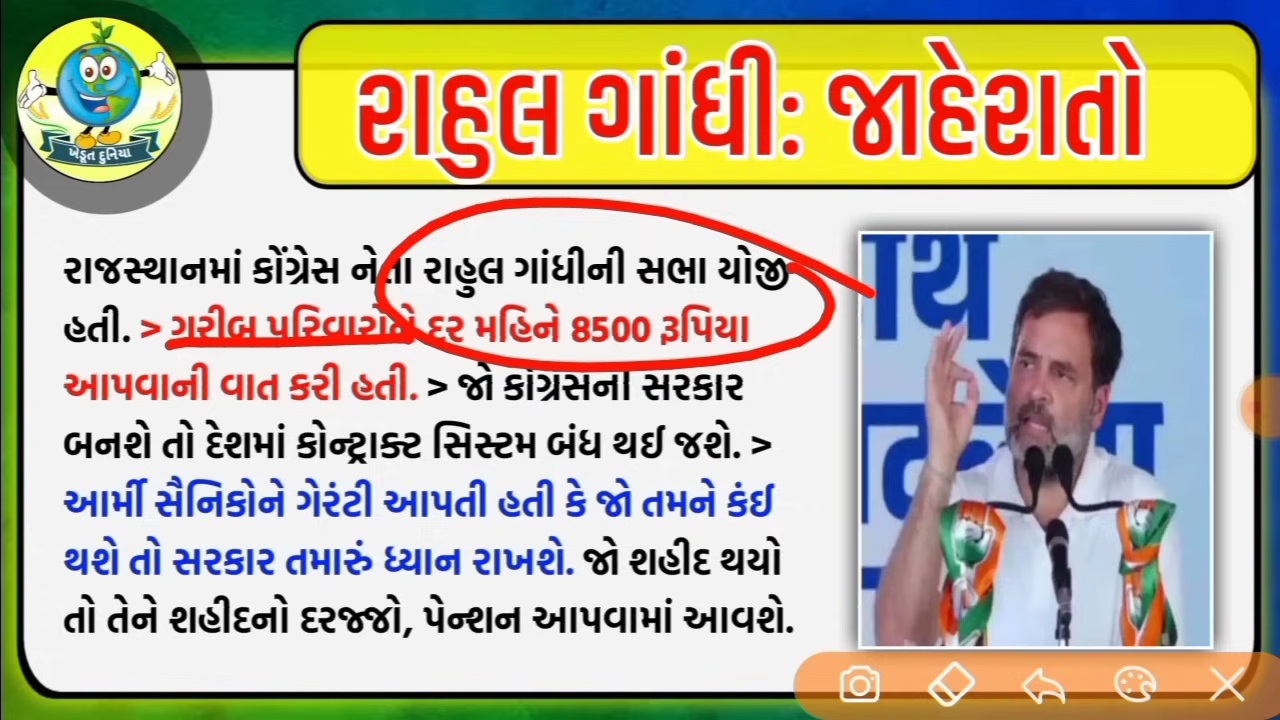 ખેડૂત દુનિયા
રાહુલ ગાંધી: જાહેરાતો
રાજસ્થાનમાં કોંગ્રેસ નેતા રાહુલ ગાંધીની સભા યોજી
હતી. > ગરીબ પરિવારોને દર મહિને 8500 રૂપિયા
આપવાની વાત કરી હતી. > જો કોંગ્રેસની સરકાર
બનશે તો દેશમાં કોન્ટ્રાક્ટ સિસ્ટમ બંધ થઈ જશે. >
આર્મી સૈનિકોને ગેરંટી આપતી હતી કે જો તમને કંઈ
થશે તો સરકાર તમારું ધ્યાન રાખશે. જો શહીદ થયો
તો તેને શહીદનો દરજ્જો, પેન્શન આપવામાં આવશે.